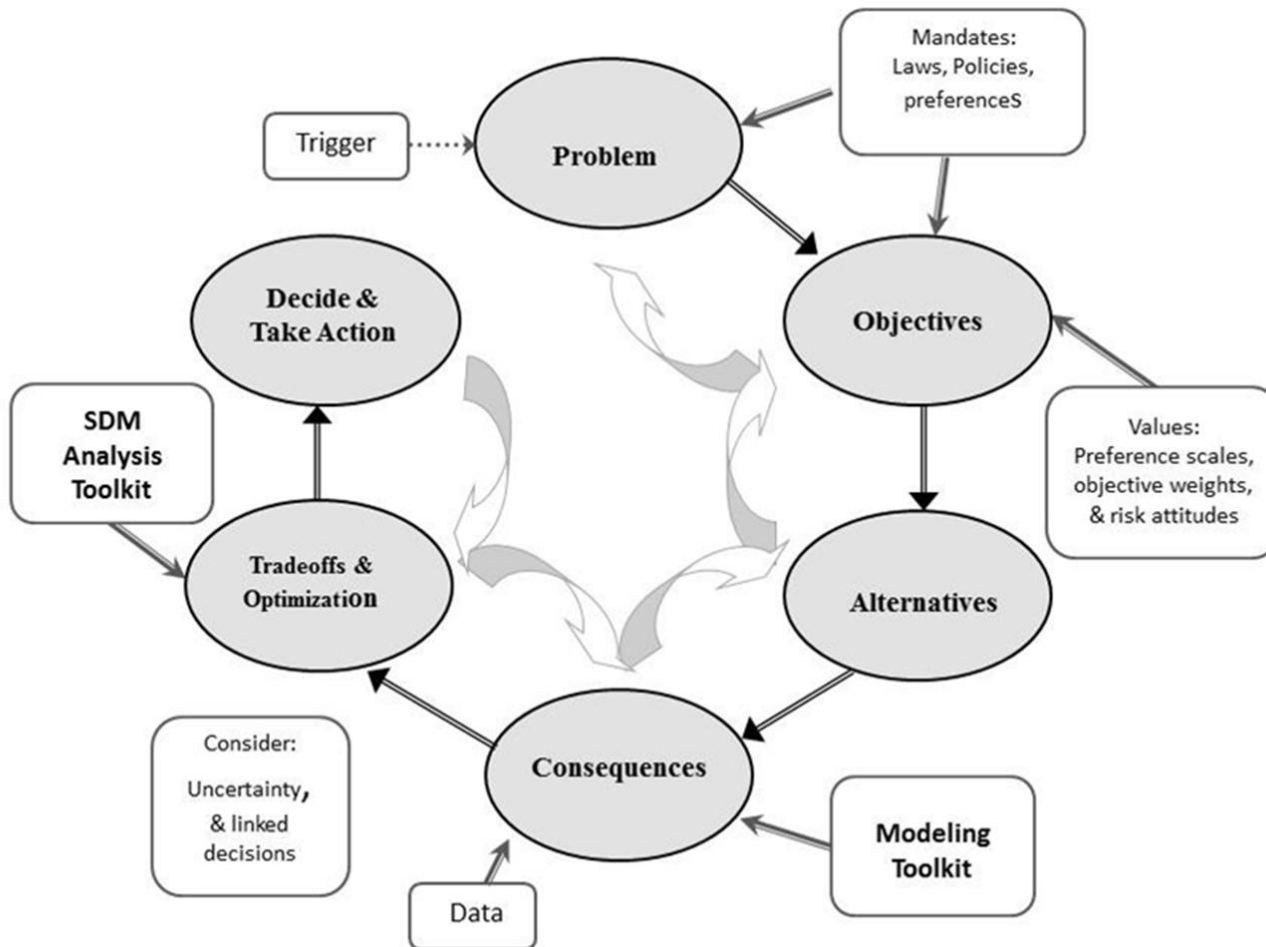 Mandates:
Laws, Policies,
preferences
Trigger
Problem
Decide &
Take Action
Objectives
SDM
Analysis
Toolkit
Values:
Preference scales,
objective weights,
& risk attitudes
Tradeoffs &
Optimization
Alternatives
Consider:
Uncertainty,
& linked
decisions
Consequences
Modeling
Toolkit
Data